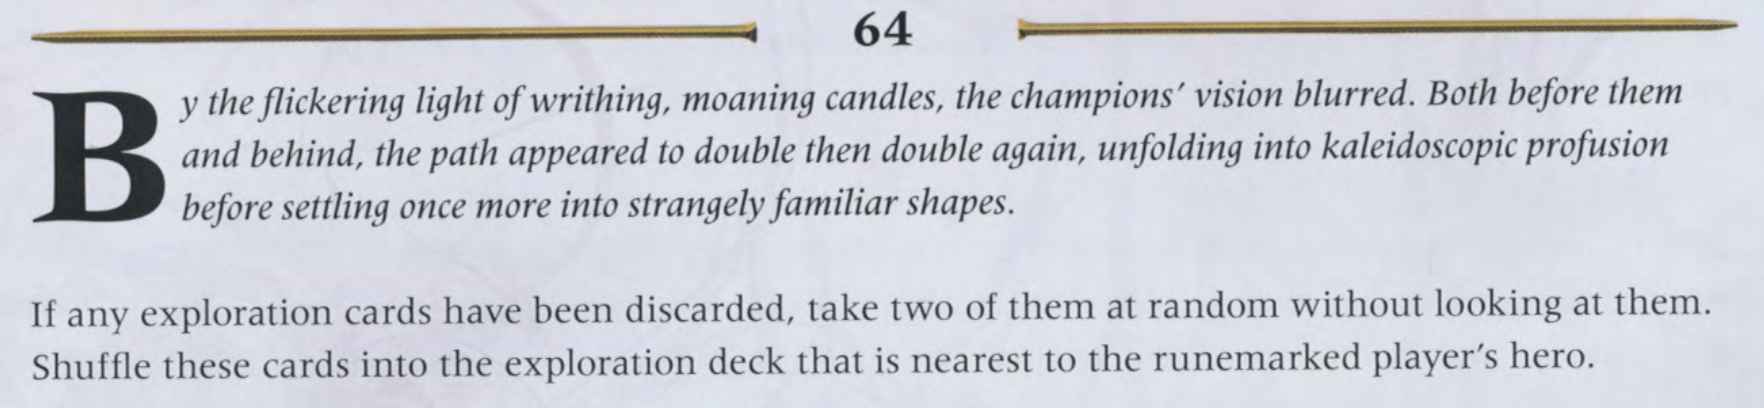 64
By the flickering light of writhing, moaning candles, the champions' vision blurred. Both before them
and behind, the path appeared to double then double again, unfolding into kaleidoscopic profusion
before settling once more into strangely familiar shapes.
If any exploration cards have been discarded, take two of them at random without looking at them.
Shuffle these cards into the exploration deck that is nearest to the runemarked player's hero.